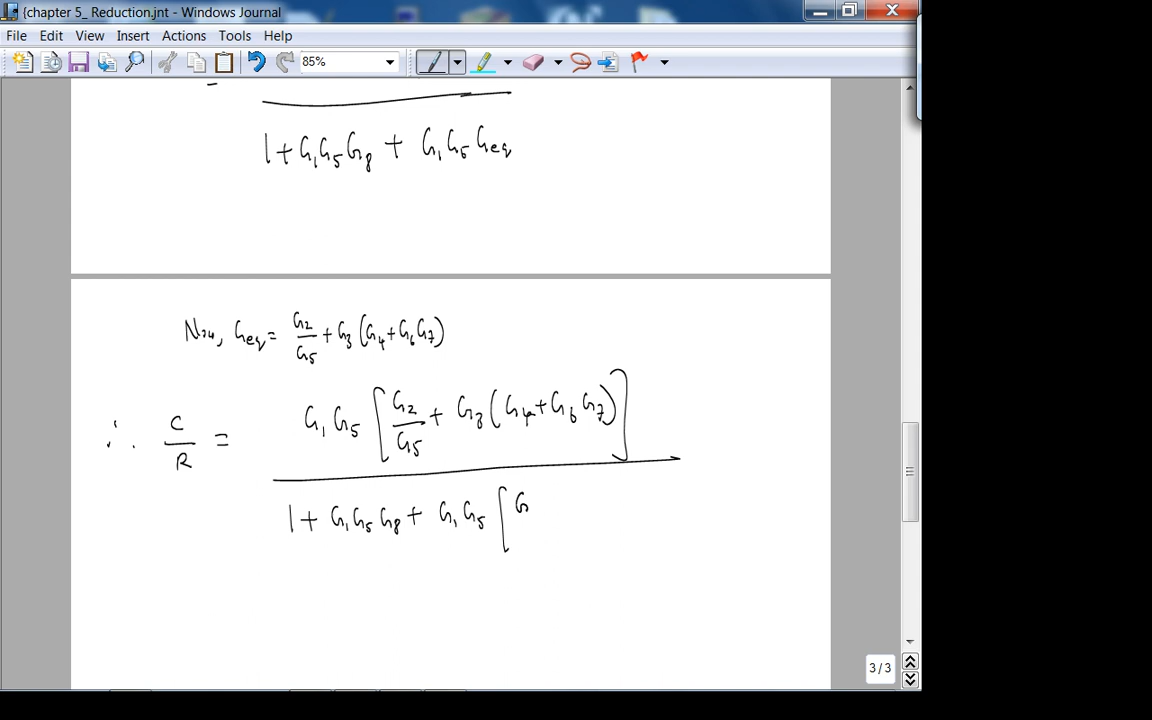 {chapter 5_ Reduction.jnt - Windows Journal
File Edit View Insert Actions Tools Help
85%
1 + G₁G₅G₈ + G₁G₅Geq
Now, Geq = G₂/G₅ + G₃(G₄+G₆G₇)
∴ C/R = G₁G₅[G₂/G₅ + G₃(G₄+G₆G₇)]
1 + G₁G₅G₈ + G₁G₅[G
3 / 3